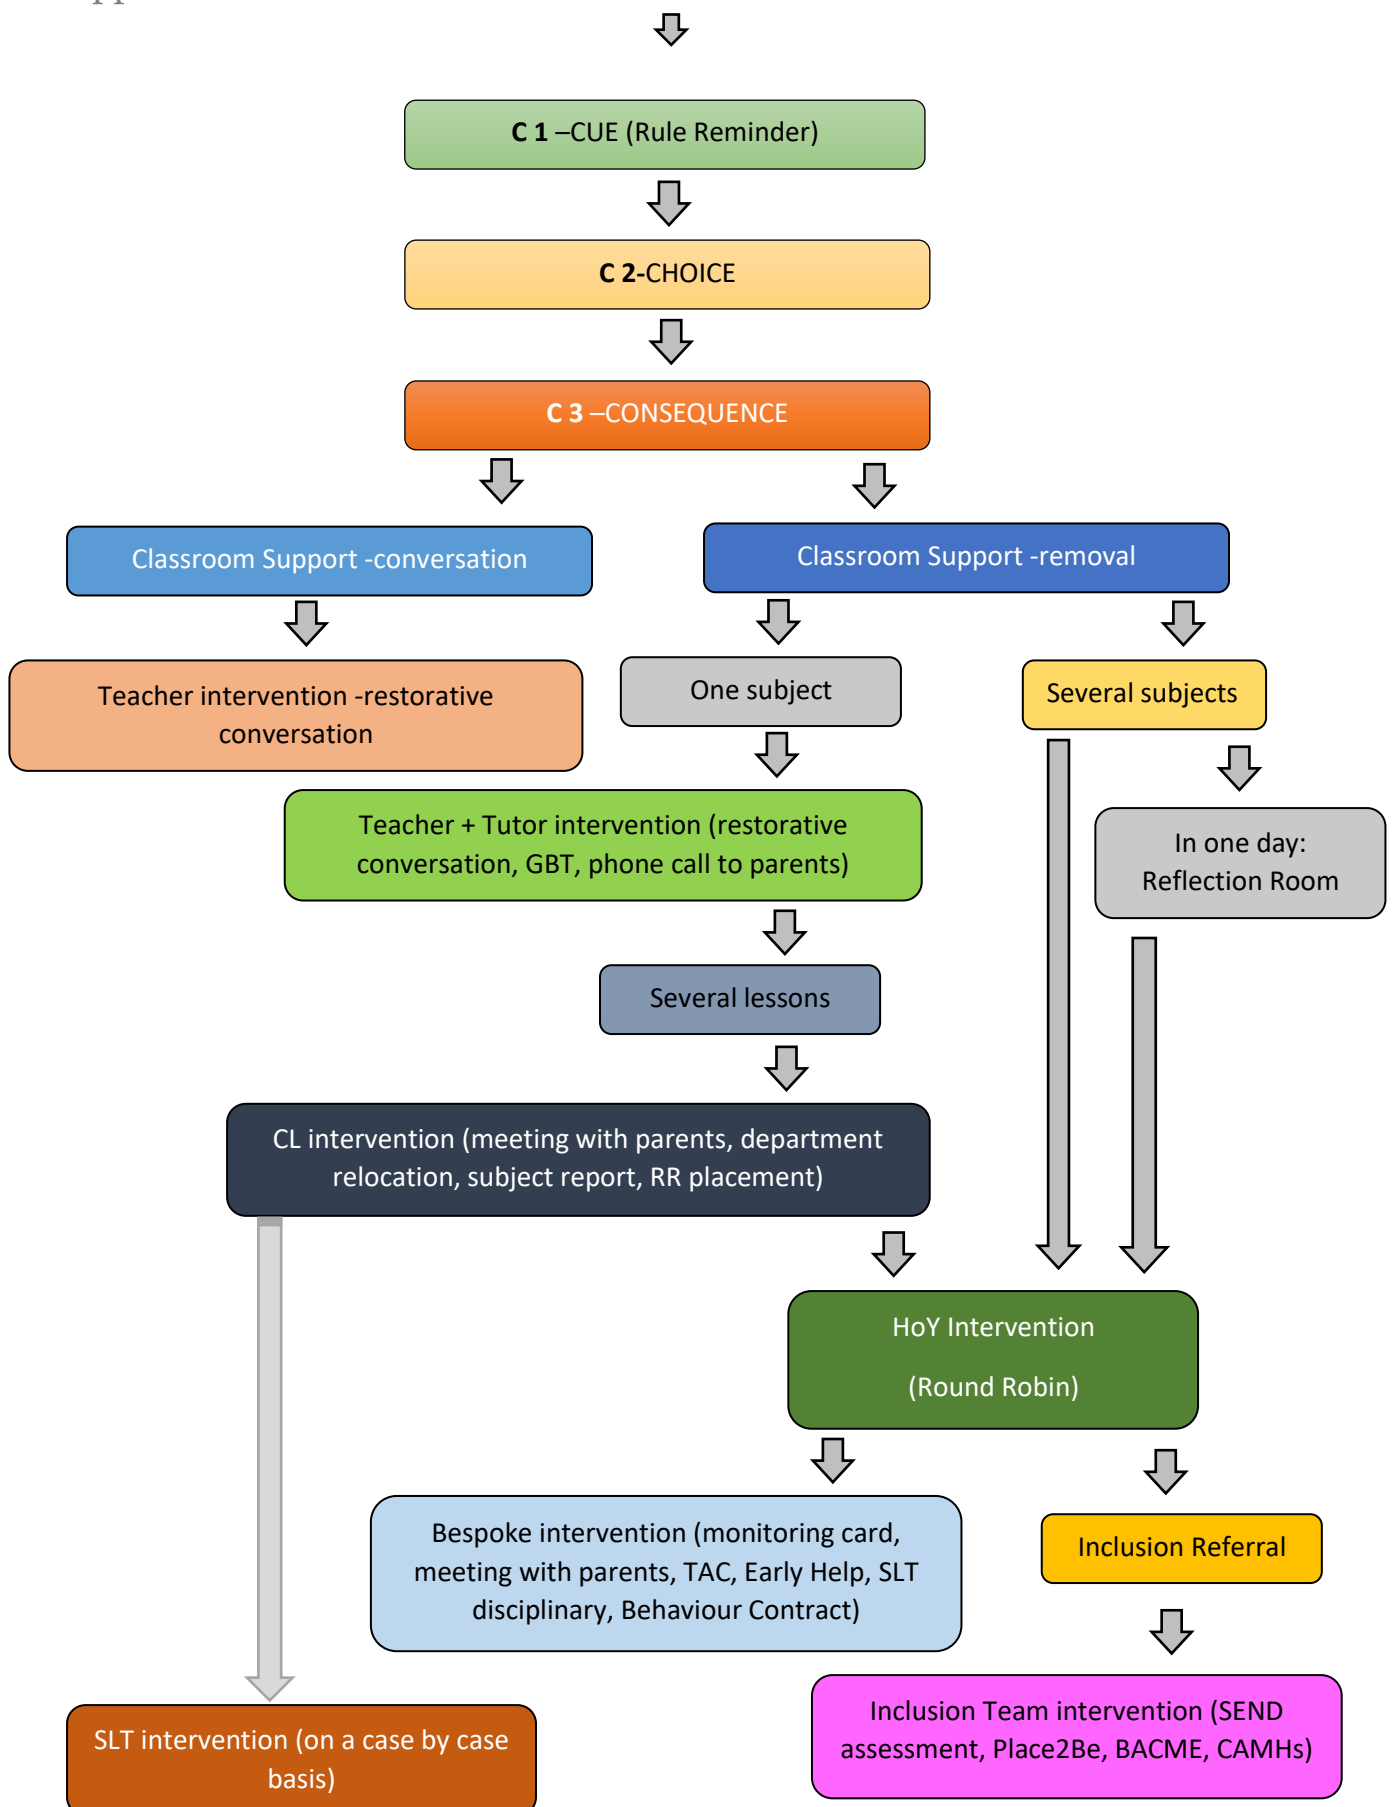 C 1 –CUE (Rule Reminder)
C 2-CHOICE
C 3 –CONSEQUENCE
Classroom Support -conversation
Classroom Support -removal
Teacher intervention -restorative
conversation
One subject
Several subjects
Teacher + Tutor intervention (restorative
conversation, GBT, phone call to parents)
In one day:
Reflection Room
Several lessons
CL intervention (meeting with parents, department
relocation, subject report, RR placement)
HoY Intervention
(Round Robin)
Bespoke intervention (monitoring card,
meeting with parents, TAC, Early Help, SLT
disciplinary, Behaviour Contract)
Inclusion Referral
SLT intervention (on a case by case
basis)
Inclusion Team intervention (SEND
assessment, Place2Be, BACME, CAMHs)